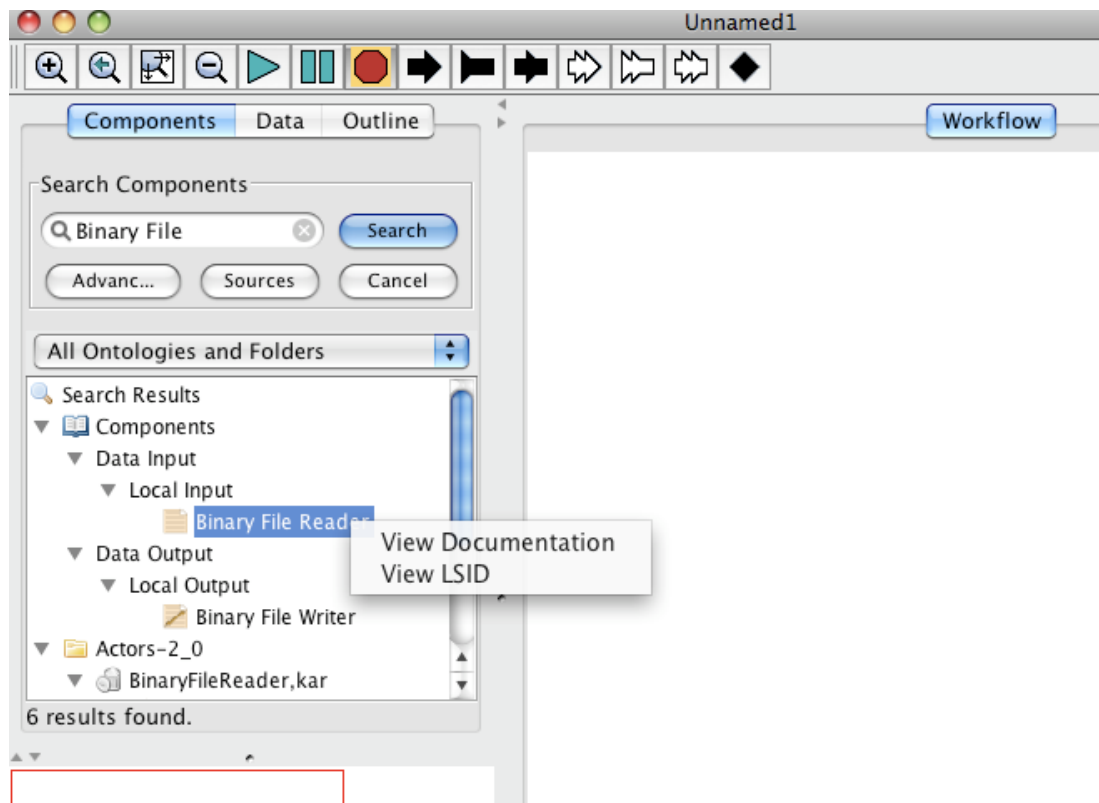 Unnamed1
Components Data Outline
Workflow
Search Components
Binary File Search
Advanc... Sources Cancel
All Ontologies and Folders
Search Results
Components
Data Input
Local Input
Binary File Reader
View Documentation
View LSID
Data Output
Local Output
Binary File Writer
Actors-2_0
BinaryFileReader,kar
6 results found.